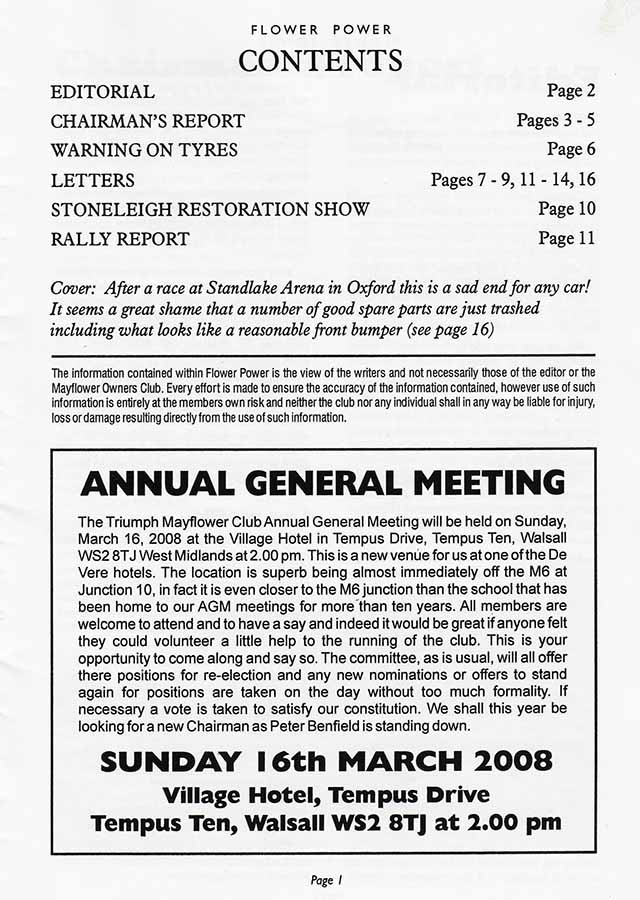 FLOWER POWER
CONTENTS
EDITORIAL Page 2
CHAIRMAN'S REPORT Pages 3 - 5
WARNING ON TYRES Page 6
LETTERS Pages 7 - 9, 11 - 14, 16
STONELEIGH RESTORATION SHOW Page 10
RALLY REPORT Page 11
Cover: After a race at Standlake Arena in Oxford this is a sad end for any car!
It seems a great shame that a number of good spare parts are just trashed
including what looks like a reasonable front bumper (see page 16)
The information contained within Flower Power is the view of the writers and not necessarily those of the editor or the
Mayflower Owners Club. Every effort is made to ensure the accuracy of the information contained, however use of such
information is entirely at the members own risk and neither the club nor any individual shall in any way be liable for injury,
loss or damage resulting directly from the use of such information.
ANNUAL GENERAL MEETING
The Triumph Mayflower Club Annual General Meeting will be held on Sunday,
March 16, 2008 at the Village Hotel in Tempus Drive, Tempus Ten, Walsall
WS2 8TJ West Midlands at 2.00 pm. This is a new venue for us at one of the De
Vere hotels. The location is superb being almost immediately off the M6 at
Junction 10, in fact it is even closer to the M6 junction than the school that has
been home to our AGM meetings for more than ten years. All members are
welcome to attend and to have a say and indeed it would be great if anyone felt
they could volunteer a little help to the running of the club. This is your
opportunity to come along and say so. The committee, as is usual, will all offer
there positions for re-election and any new nominations or offers to stand
again for positions are taken on the day without too much formality. If
necessary a vote is taken to satisfy our constitution. We shall this year be
looking for a new Chairman as Peter Benfield is standing down.
SUNDAY 16th MARCH 2008
Village Hotel, Tempus Drive
Tempus Ten, Walsall WS2 8TJ at 2.00 pm
Page 1